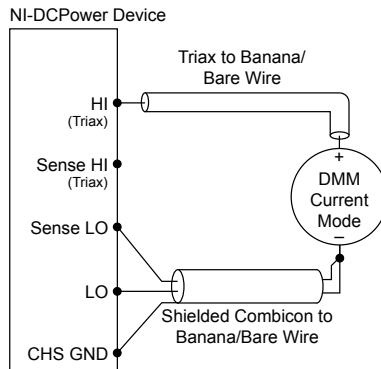 NI-DCPower Device
Triax to Banana/
Bare Wire
HI
(Triax)
Sense HI
(Triax)
+
DMM
Current
Mode
–
Sense LO
LO
Shielded Combicon to
Banana/Bare Wire
CHS GND